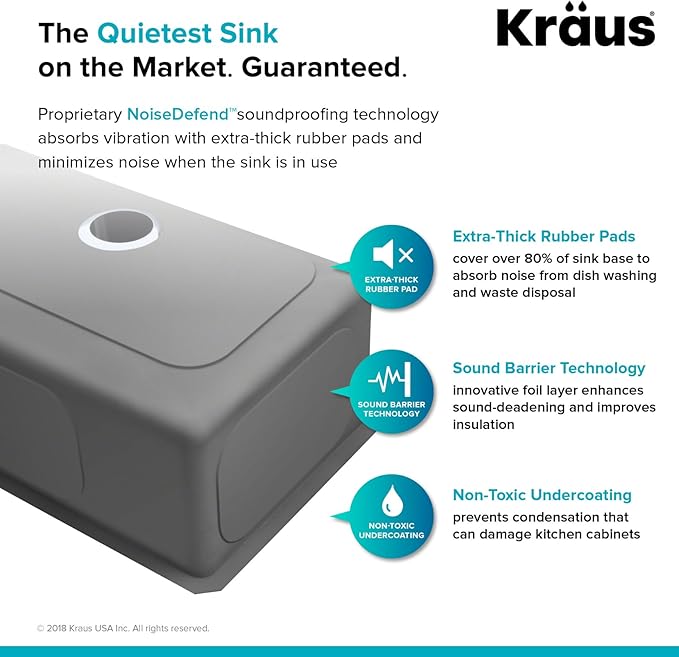 The Quietest Sink
on the Market. Guaranteed.
Kräus®
Proprietary NoiseDefend™soundproofing technology
absorbs vibration with extra-thick rubber pads and
minimizes noise when the sink is in use
EXTRA-THICK
RUBBER PAD
Extra-Thick Rubber Pads
cover over 80% of sink base to
absorb noise from dish washing
and waste disposal
SOUND BARRIER
TECHNOLOGY
Sound Barrier Technology
innovative foil layer enhances
sound-deadening and improves
insulation
NON-TOXIC
UNDERCOATING
Non-Toxic Undercoating
prevents condensation that
can damage kitchen cabinets
© 2018 Kraus USA Inc. All rights reserved.